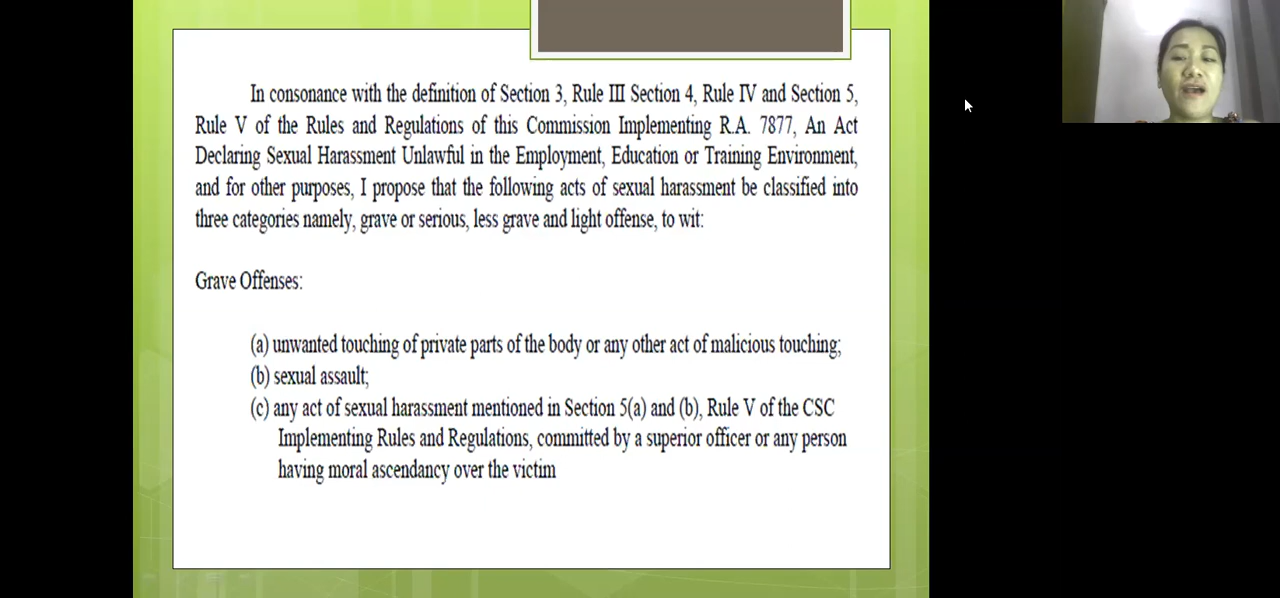 In consonance with the definition of Section 3, Rule III Section 4, Rule IV and Section 5,
Rule V of the Rules and Regulations of this Commission Implementing R.A. 7877, An Act
Declaring Sexual Harassment Unlawful in the Employment, Education or Training Environment,
and for other purposes, I propose that the following acts of sexual harassment be classified into
three categories namely, grave or serious, less grave and light offense, to wit:
Grave Offenses:
(a) unwanted touching of private parts of the body or any other act of malicious touching;
(b) sexual assault;
(c) any act of sexual harassment mentioned in Section 5(a) and (b), Rule V of the CSC
Implementing Rules and Regulations, committed by a superior officer or any person
having moral ascendancy over the victim